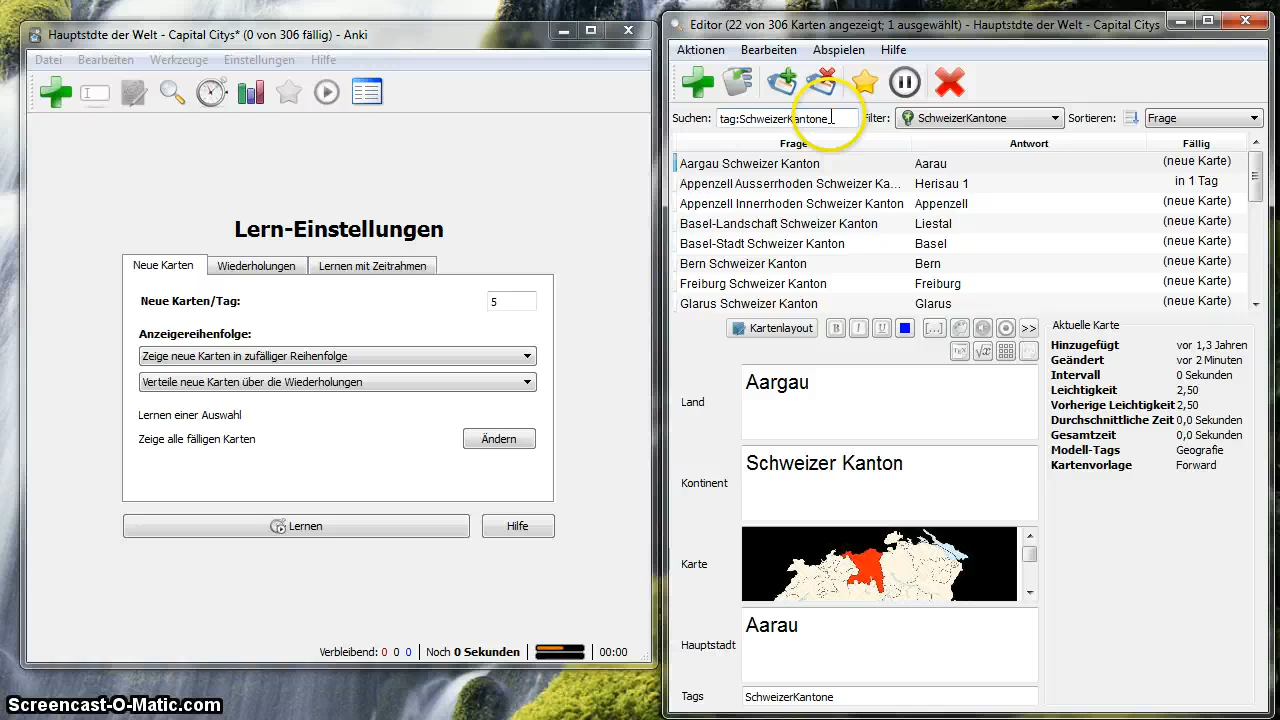 Hauptstdte der Welt - Capital Citys* (0 von 306 fällig) - Anki
Datei Bearbeiten Werkzeuge Einstellungen Hilfe
Lern-Einstellungen
Neue Karten Wiederholungen Lernen mit Zeitrahmen
Neue Karten/Tag: 5
Anzeigereihenfolge:
Zeige neue Karten in zufälliger Reihenfolge
Verteile neue Karten über die Wiederholungen
Lernen einer Auswahl
Zeige alle fälligen Karten Ändern
Lernen Hilfe
Verbleibend: 0 0 0 Noch 0 Sekunden 00:00
Editor (22 von 306 Karten angezeigt; 1 ausgewählt) - Hauptstdte der Welt - Capital Citys
Aktionen Bearbeiten Abspielen Hilfe
Suchen: tag:SchweizerKantone Filter: SchweizerKantone Sortieren: Frage
Frage Antwort Fällig
Aargau Schweizer Kanton Aarau (neue Karte)
Appenzell Ausserrhoden Schweizer Ka... Herisau 1 in 1 Tag
Appenzell Innerrhoden Schweizer Kanton Appenzell (neue Karte)
Basel-Landschaft Schweizer Kanton Liestal (neue Karte)
Basel-Stadt Schweizer Kanton Basel (neue Karte)
Bern Schweizer Kanton Bern (neue Karte)
Freiburg Schweizer Kanton Freiburg (neue Karte)
Glarus Schweizer Kanton Glarus (neue Karte)
Kartenlayout B I U [...] >>
TEX √x
Land Aargau
Kontinent Schweizer Kanton
Karte
Hauptstadt Aarau
Tags SchweizerKantone
Aktuelle Karte
Hinzugefügt vor 1,3 Jahren
Geändert vor 2 Minuten
Intervall 0 Sekunden
Leichtigkeit 2,50
Vorherige Leichtigkeit 2,50
Durchschnittliche Zeit 0,0 Sekunden
Gesamtzeit 0,0 Sekunden
Modell-Tags Geografie
Kartenvorlage Forward
Screencast-O-Matic.com